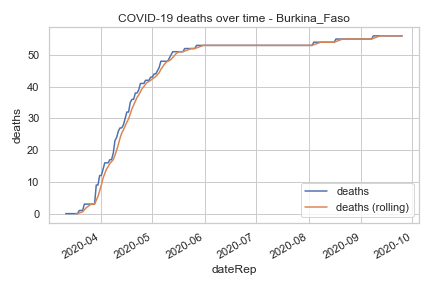 COVID-19 deaths over time - Burkina_Faso
deaths
50
40
30
20
10
0
2020-04
2020-05
2020-06
2020-07
2020-08
2020-09
2020-10
dateRep
deaths
deaths (rolling)